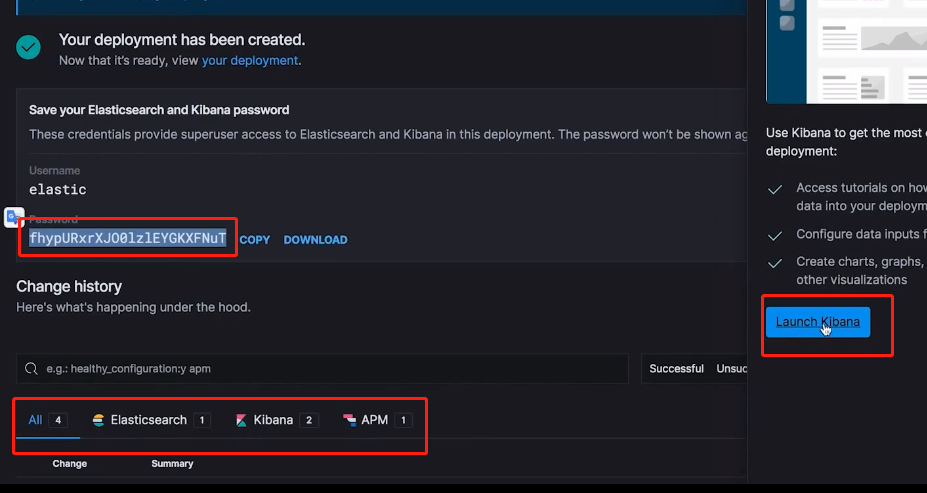 Your deployment has been created.
Now that it's ready, view your deployment.
Save your Elasticsearch and Kibana password
These credentials provide superuser access to Elasticsearch and Kibana in this deployment. The password won't be shown ag
Username
elastic
Password
fhypURxrXJO0lzlEYGKXFNuT COPY DOWNLOAD
Change history
Here's what's happening under the hood.
e.g.: healthy_configuration:y apm
Successful Unsuc
All 4 Elasticsearch 1 Kibana 2 APM 1
Change Summary
Use Kibana to get the most
deployment:
Access tutorials on how
data into your deploym
Configure data inputs f
Create charts, graphs,
other visualizations
Launch Kibana